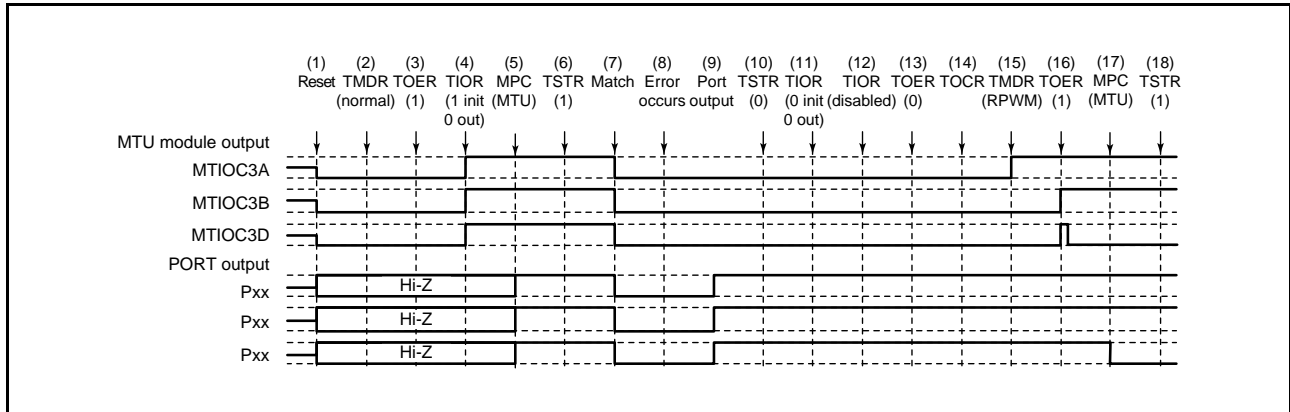 (1) (2) (3) (4) (5) (6) (7) (8) (9) (10) (11) (12) (13) (14) (15) (16) (17) (18)
Reset TMDR TOER TIOR MPC TSTR Match Error Port TSTR TIOR TIOR TOER TOCR TMDR TOER MPC TSTR
(normal) (1) (1 init (MTU) (1) occurs output (0) (0 init (disabled) (0) (RPWM) (1) (MTU) (1)
0 out) 0 out)
MTU module output
MTIOC3A
MTIOC3B
MTIOC3D
PORT output
Pxx Hi-Z
Pxx Hi-Z
Pxx Hi-Z